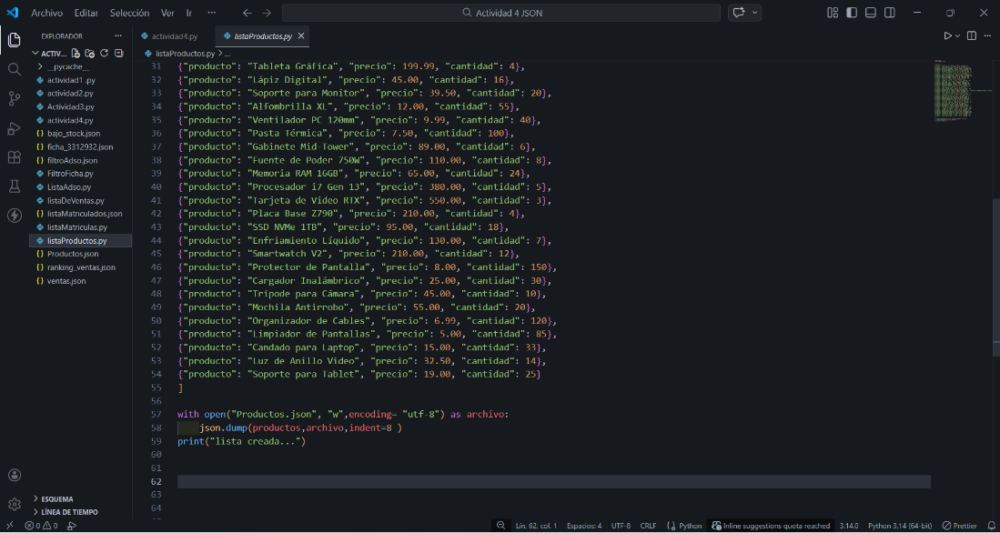 Archivo Editar Selección Ver Ir ··· Actividad 4 JSON
EXPLORADOR ···
actividad4.py listaProductos.py
ACTIV...
listaProductos.py > ...
__pycache__
actividad1 .py
actividad2.py
Actividad3.py
actividad4.py
bajo_stock.json
ficha_3312932.json
filtroAdso.json
FiltroFicha.py
ListaAdso.py
listaDeVentas.py
listaMatriculados.json
listaMatriculas.py
listaProductos.py
Productos.json
ranking_ventas.json
ventas.json
31 {"producto": "Tableta Gráfica", "precio": 199.99, "cantidad": 4},
32 {"producto": "Lápiz Digital", "precio": 45.00, "cantidad": 16},
33 {"producto": "Soporte para Monitor", "precio": 39.50, "cantidad": 20},
34 {"producto": "Alfombrilla XL", "precio": 12.00, "cantidad": 55},
35 {"producto": "Ventilador PC 120mm", "precio": 9.99, "cantidad": 40},
36 {"producto": "Pasta Térmica", "precio": 7.50, "cantidad": 100},
37 {"producto": "Gabinete Mid-Tower", "precio": 89.00, "cantidad": 6},
38 {"producto": "Fuente de Poder 750W", "precio": 110.00, "cantidad": 8},
39 {"producto": "Memoria RAM 16GB", "precio": 65.00, "cantidad": 24},
40 {"producto": "Procesador i7 Gen 13", "precio": 380.00, "cantidad": 5},
41 {"producto": "Tarjeta de Video RTX", "precio": 550.00, "cantidad": 3},
42 {"producto": "Placa Base Z790", "precio": 210.00, "cantidad": 4},
43 {"producto": "SSD NVMe 1TB", "precio": 95.00, "cantidad": 18},
44 {"producto": "Enfriamiento Líquido", "precio": 130.00, "cantidad": 7},
45 {"producto": "Smartwatch V2", "precio": 210.00, "cantidad": 12},
46 {"producto": "Protector de Pantalla", "precio": 8.00, "cantidad": 150},
47 {"producto": "Cargador Inalámbrico", "precio": 25.00, "cantidad": 30},
48 {"producto": "Trípode para Cámara", "precio": 45.00, "cantidad": 10},
49 {"producto": "Mochila Antirrobo", "precio": 55.00, "cantidad": 20},
50 {"producto": "Organizador de Cables", "precio": 6.99, "cantidad": 120},
51 {"producto": "Limpiador de Pantallas", "precio": 5.00, "cantidad": 85},
52 {"producto": "Candado para Laptop", "precio": 15.00, "cantidad": 33},
53 {"producto": "Luz de Anillo Video", "precio": 32.50, "cantidad": 14},
54 {"producto": "Soporte para Tablet", "precio": 19.00, "cantidad": 25}
55 ]
56
57 with open("Productos.json", "w",encoding= "utf-8") as archivo:
58 json.dump(productos,archivo,indent=8 )
59 print("lista creada...")
60
61
62
63
64
ESQUEMA
LÍNEA DE TIEMPO
0 0 Lín. 62, col. 1 Espacios: 4 UTF-8 CRLF Python Inline suggestions quota reached 3.14.0 Python 3.14 (64-bit) Prettier